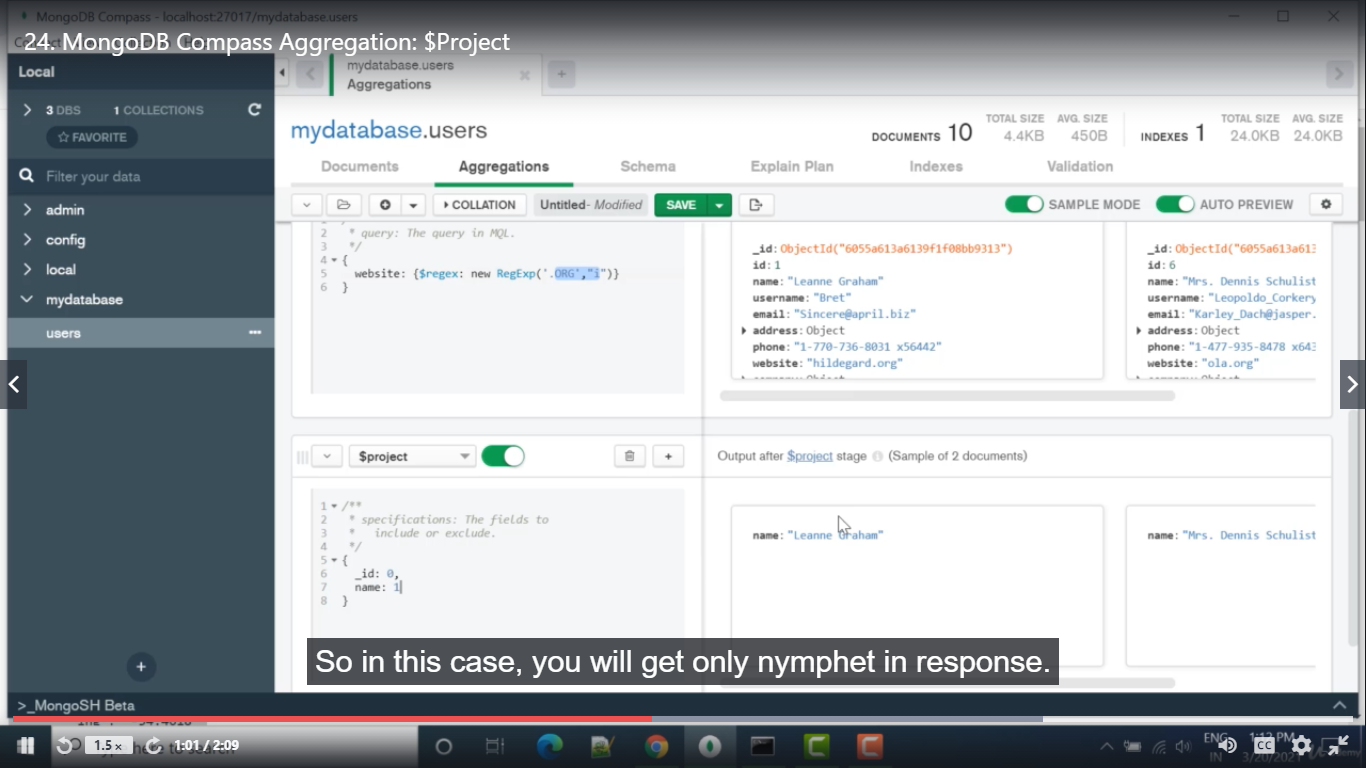 MongoDB Compass - localhost:27017/mydatabase.users
24. MongoDB Compass Aggregation: $Project
Local
mydatabase.users
Aggregations
3 DBS 1 COLLECTIONS
FAVORITE
Filter your data
admin
config
local
mydatabase
users
mydatabase.users
DOCUMENTS 10
TOTAL SIZE AVG. SIZE
4.4KB 450B
INDEXES 1
TOTAL SIZE AVG. SIZE
24.0KB 24.0KB
Documents Aggregations Schema Explain Plan Indexes Validation
COLLATION Untitled- Modified SAVE SAMPLE MODE AUTO PREVIEW
2 * query: The query in MQL.
3 */
4 {
5 website: {$regex: new RegExp('.ORG',"i")}
6 }
_id: ObjectId("6055a613a6139f1f08bb9313")
id: 1
name: "Leanne Graham"
username: "Bret"
email: "Sincere@april.biz"
address: Object
phone: "1-770-736-8031 x56442"
website: "hildegard.org"
_id: ObjectId("6055a613a613
id: 6
name: "Mrs. Dennis Schulist
username: "Leopoldo_Corkery
email: "Karley_Dach@jasper.
address: Object
phone: "1-477-935-8478 x643
website: "ola.org"
$project
Output after $project stage (Sample of 2 documents)
1 /**
2 * specifications: The fields to
3 * include or exclude.
4 */
5 {
6 _id: 0,
7 name: 1
8 }
name: "Leanne Graham"
name: "Mrs. Dennis Schulist
So in this case, you will get only nymphet in response.
>_MongoSH Beta
1.5× 1:01 / 2:09
ENG
IN
CC